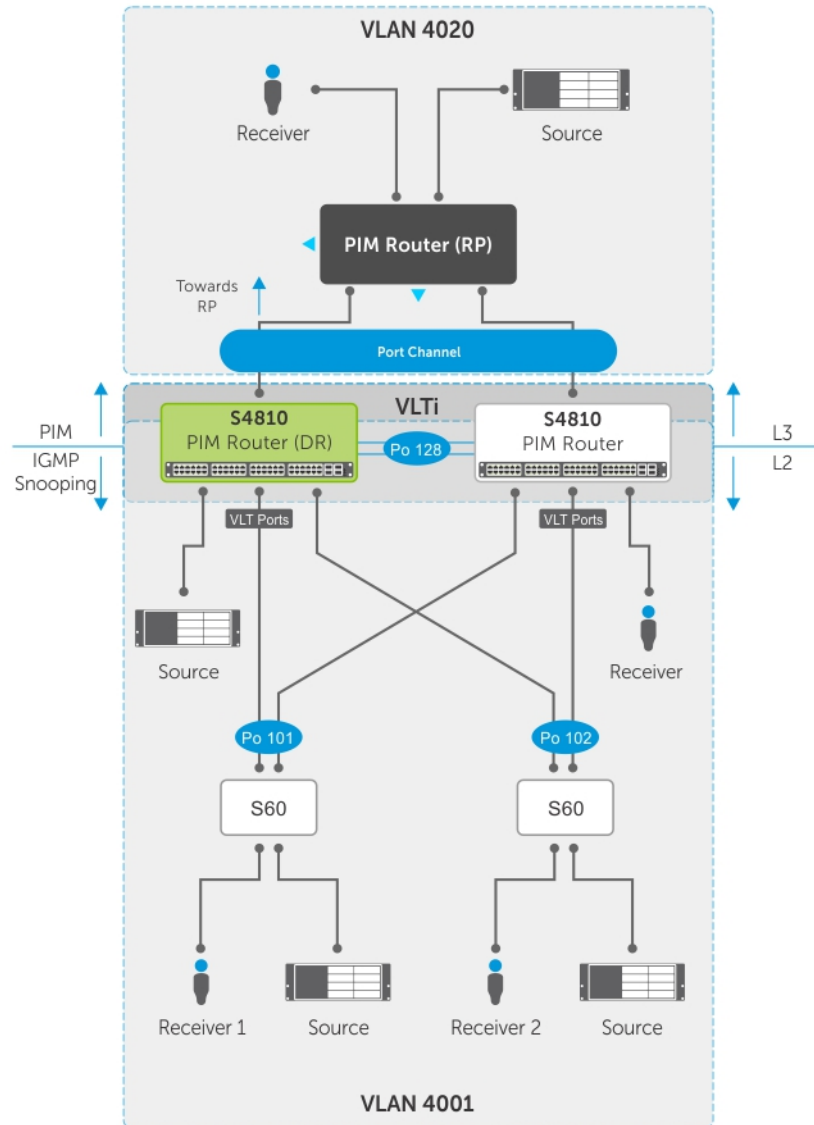 VLAN 4020
Receiver
Source
PIM Router (RP)
Towards
RP
Port Channel
VLTi
S4810
PIM Router (DR)
Po 128
S4810
PIM Router
PIM
IGMP
Snooping
L3
L2
VLT Ports
VLT Ports
Source
Receiver
Po 101
Po 102
S60
S60
Receiver 1
Source
Receiver 2
Source
VLAN 4001